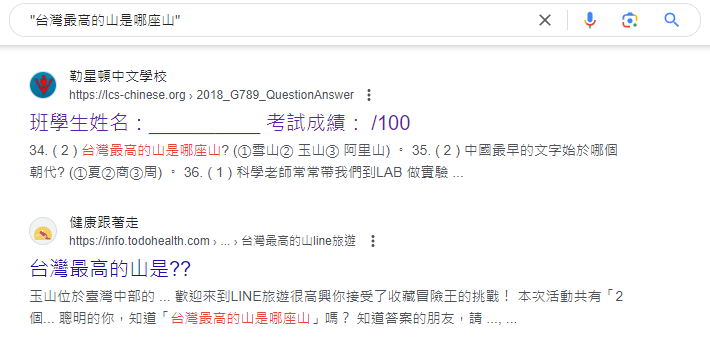 "台灣最高的山是哪座山"
勒星頓中文學校
https://lcs-chinese.org › 2018_G789_QuestionAnswer
班學生姓名：__________ 考試成績： /100
34. ( 2 ) 台灣最高的山是哪座山? (①雪山② 玉山③ 阿里山) 。 35. ( 2 ) 中國最早的文字始於哪個
朝代? (①夏②商③周) 。 36. ( 1 ) 科學老師常常帶我們到LAB 做實驗 ...
健康跟著走
https://info.todohealth.com › ... › 台灣最高的山line旅遊
台灣最高的山是??
玉山位於臺灣中部的 ... 歡迎來到LINE旅遊很高興你接受了收藏冒險王的挑戰！ 本次活動共有「2
個... 聰明的你，知道「台灣最高的山是哪座山」嗎？ 知道答案的朋友，請 ..., ...